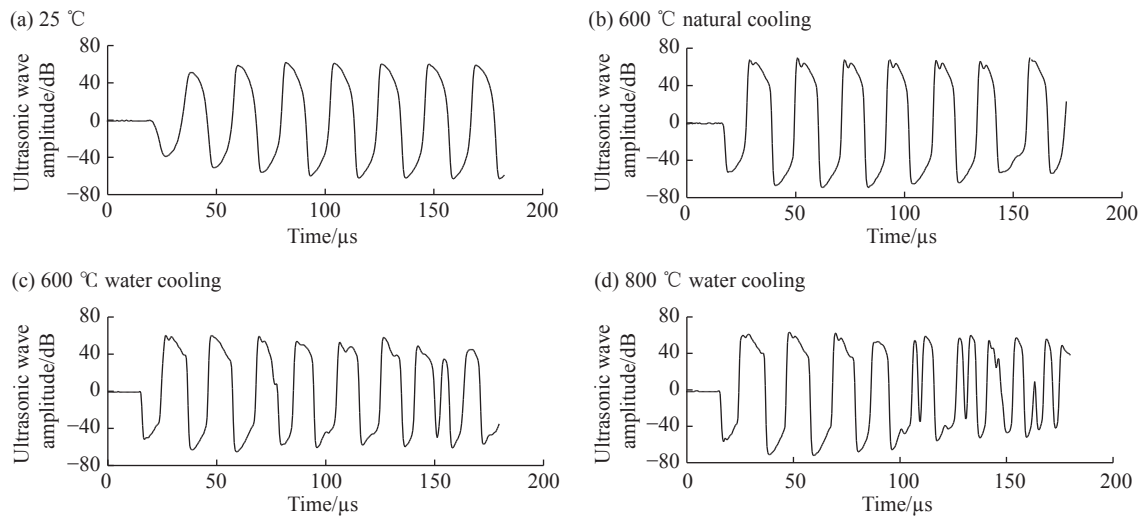 (a) 25 ℃
80
40
0
−40
−80
Ultrasonic wave
amplitude/dB
0
50
100
150
200
Time/µs
(b) 600 ℃ natural cooling
80
40
0
−40
−80
Ultrasonic wave
amplitude/dB
0
50
100
150
200
Time/µs
(c) 600 ℃ water cooling
80
40
0
−40
−80
Ultrasonic wave
amplitude/dB
0
50
100
150
200
Time/µs
(d) 800 ℃ water cooling
80
40
0
−40
−80
Ultrasonic wave
amplitude/dB
0
50
100
150
200
Time/µs